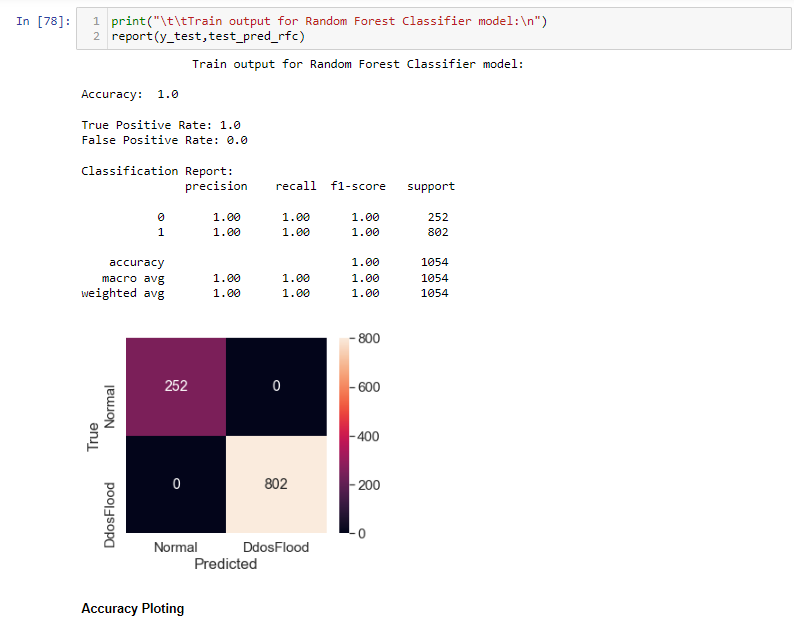 In [78]:
1 print("\t\tTrain output for Random Forest Classifier model:\n")
2 report(y_test,test_pred_rfc)
Train output for Random Forest Classifier model:
Accuracy: 1.0
True Positive Rate: 1.0
False Positive Rate: 0.0
Classification Report:
precision recall f1-score support
0 1.00 1.00 1.00 252
1 1.00 1.00 1.00 802
accuracy 1.00 1054
macro avg 1.00 1.00 1.00 1054
weighted avg 1.00 1.00 1.00 1054
True
Normal
DdosFlood
252 0
0 802
800
600
400
200
0
Normal DdosFlood
Predicted
Accuracy Ploting